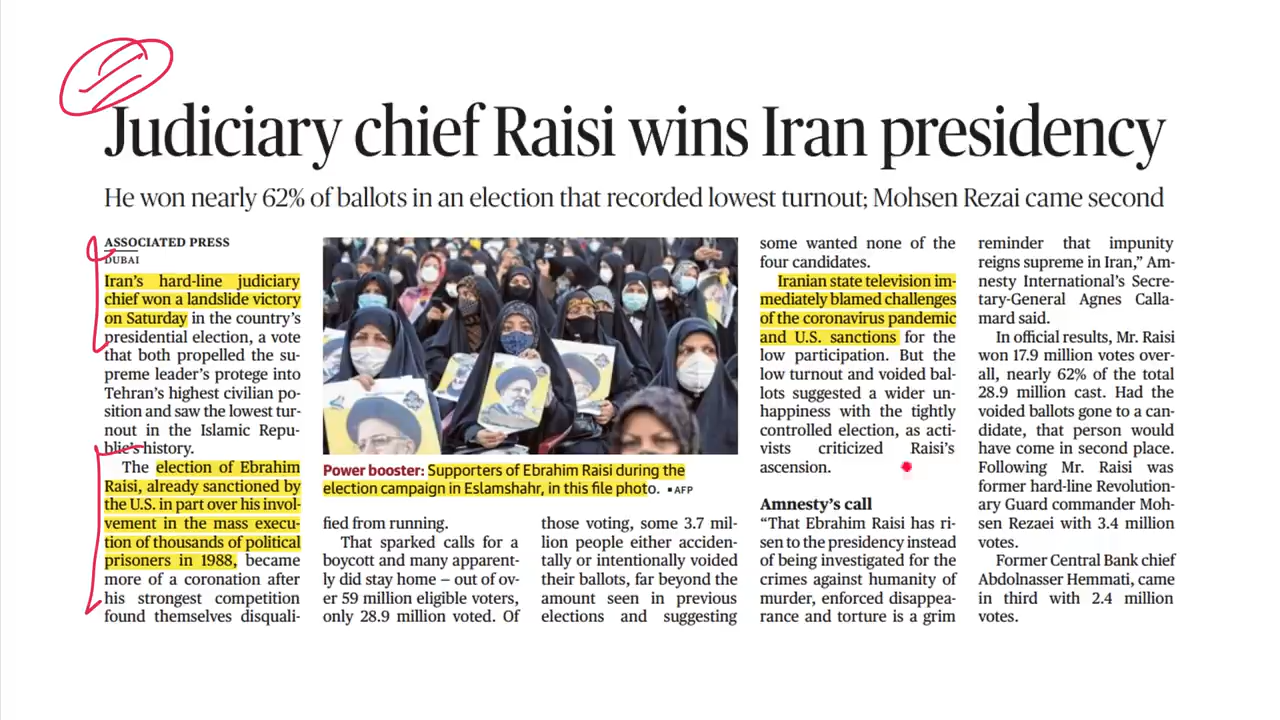 Judiciary chief Raisi wins Iran presidency
He won nearly 62% of ballots in an election that recorded lowest turnout; Mohsen Rezai came second
ASSOCIATED PRESS
DUBAI
Iran's hard-line judiciary
chief won a landslide victory
on Saturday in the country's
presidential election, a vote
that both propelled the su-
preme leader's protege into
Tehran's highest civilian po-
sition and saw the lowest tur-
nout in the Islamic Repu-
blic's history.
The election of Ebrahim
Raisi, already sanctioned by
the U.S. in part over his invol-
vement in the mass execu-
tion of thousands of political
prisoners in 1988, became
more of a coronation after
his strongest competition
found themselves disquali-
Power booster: Supporters of Ebrahim Raisi during the
election campaign in Eslamshahr, in this file photo. ▪ AFP
fied from running.
That sparked calls for a
boycott and many apparent-
ly did stay home – out of ov-
er 59 million eligible voters,
only 28.9 million voted. Of
those voting, some 3.7 mil-
lion people either acciden-
tally or intentionally voided
their ballots, far beyond the
amount seen in previous
elections and suggesting
some wanted none of the
four candidates.
Iranian state television im-
mediately blamed challenges
of the coronavirus pandemic
and U.S. sanctions for the
low participation. But the
low turnout and voided bal-
lots suggested a wider un-
happiness with the tightly
controlled election, as acti-
vists criticized Raisi's
ascension.
Amnesty's call
“That Ebrahim Raisi has ri-
sen to the presidency instead
of being investigated for the
crimes against humanity of
murder, enforced disappea-
rance and torture is a grim
reminder that impunity
reigns supreme in Iran,” Am-
nesty International's Secre-
tary-General Agnes Calla-
mard said.
In official results, Mr. Raisi
won 17.9 million votes over-
all, nearly 62% of the total
28.9 million cast. Had the
voided ballots gone to a can-
didate, that person would
have come in second place.
Following Mr. Raisi was
former hard-line Revolution-
ary Guard commander Moh-
sen Rezaei with 3.4 million
votes.
Former Central Bank chief
Abdolnasser Hemmati, came
in third with 2.4 million
votes.